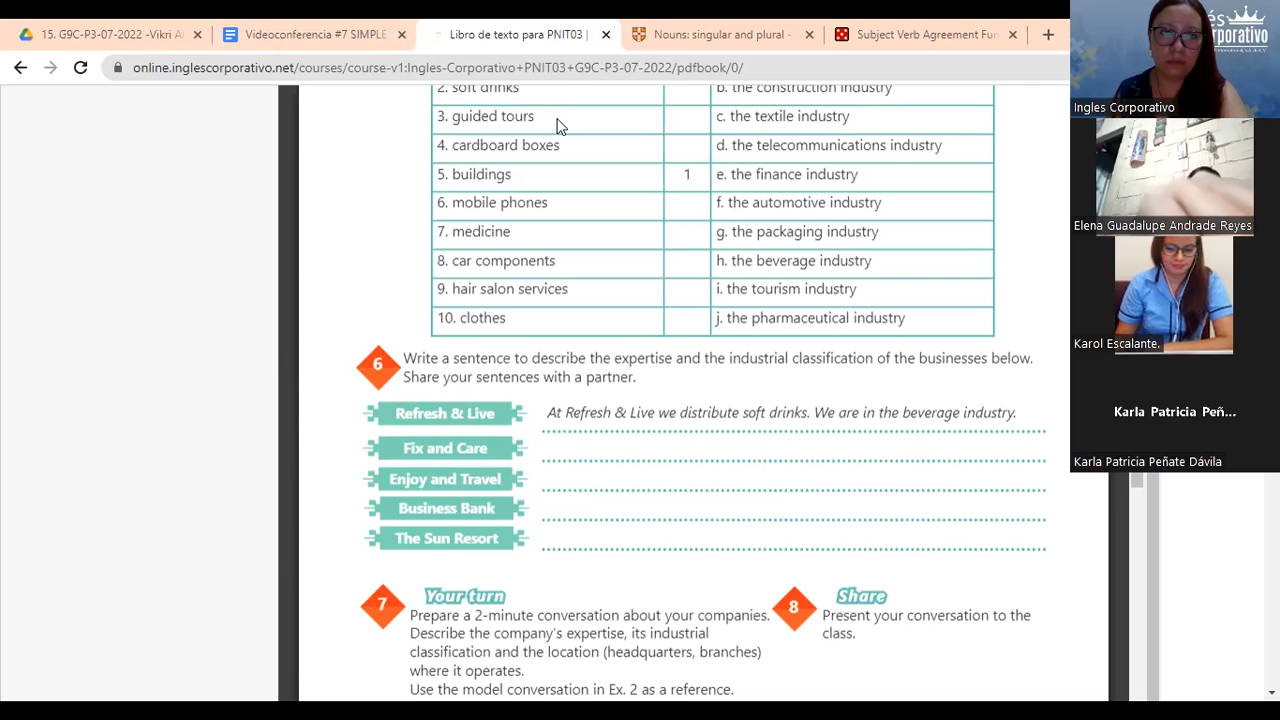 15. G9C-P3-07-2022 -Vikri A
Videoconferencia #7 SIMPLE
Libro de texto para PNIT03 |
Nouns: singular and plural -
Subject Verb Agreement Fun
online.inglescorporativo.net/courses/course-v1:Ingles-Corporativo+PNIT03+G9C-P3-07-2022/pdfbook/0/
2. soft drinks b. the construction industry
3. guided tours c. the textile industry
4. cardboard boxes d. the telecommunications industry
5. buildings 1 e. the finance industry
6. mobile phones f. the automotive industry
7. medicine g. the packaging industry
8. car components h. the beverage industry
9. hair salon services i. the tourism industry
10. clothes j. the pharmaceutical industry
6 Write a sentence to describe the expertise and the industrial classification of the businesses below.
Share your sentences with a partner.
Refresh & Live At Refresh & Live we distribute soft drinks. We are in the beverage industry.
Fix and Care
Enjoy and Travel
Business Bank
The Sun Resort
7 Your turn
Prepare a 2-minute conversation about your companies.
Describe the company's expertise, its industrial
classification and the location (headquarters, branches)
where it operates.
Use the model conversation in Ex. 2 as a reference.
8 Share
Present your conversation to the
class.
Ingles Corporativo
Elena Guadalupe Andrade Reyes
Karol Escalante.
Karla Patricia Peñ...
Karla Patricia Peñate Dávila